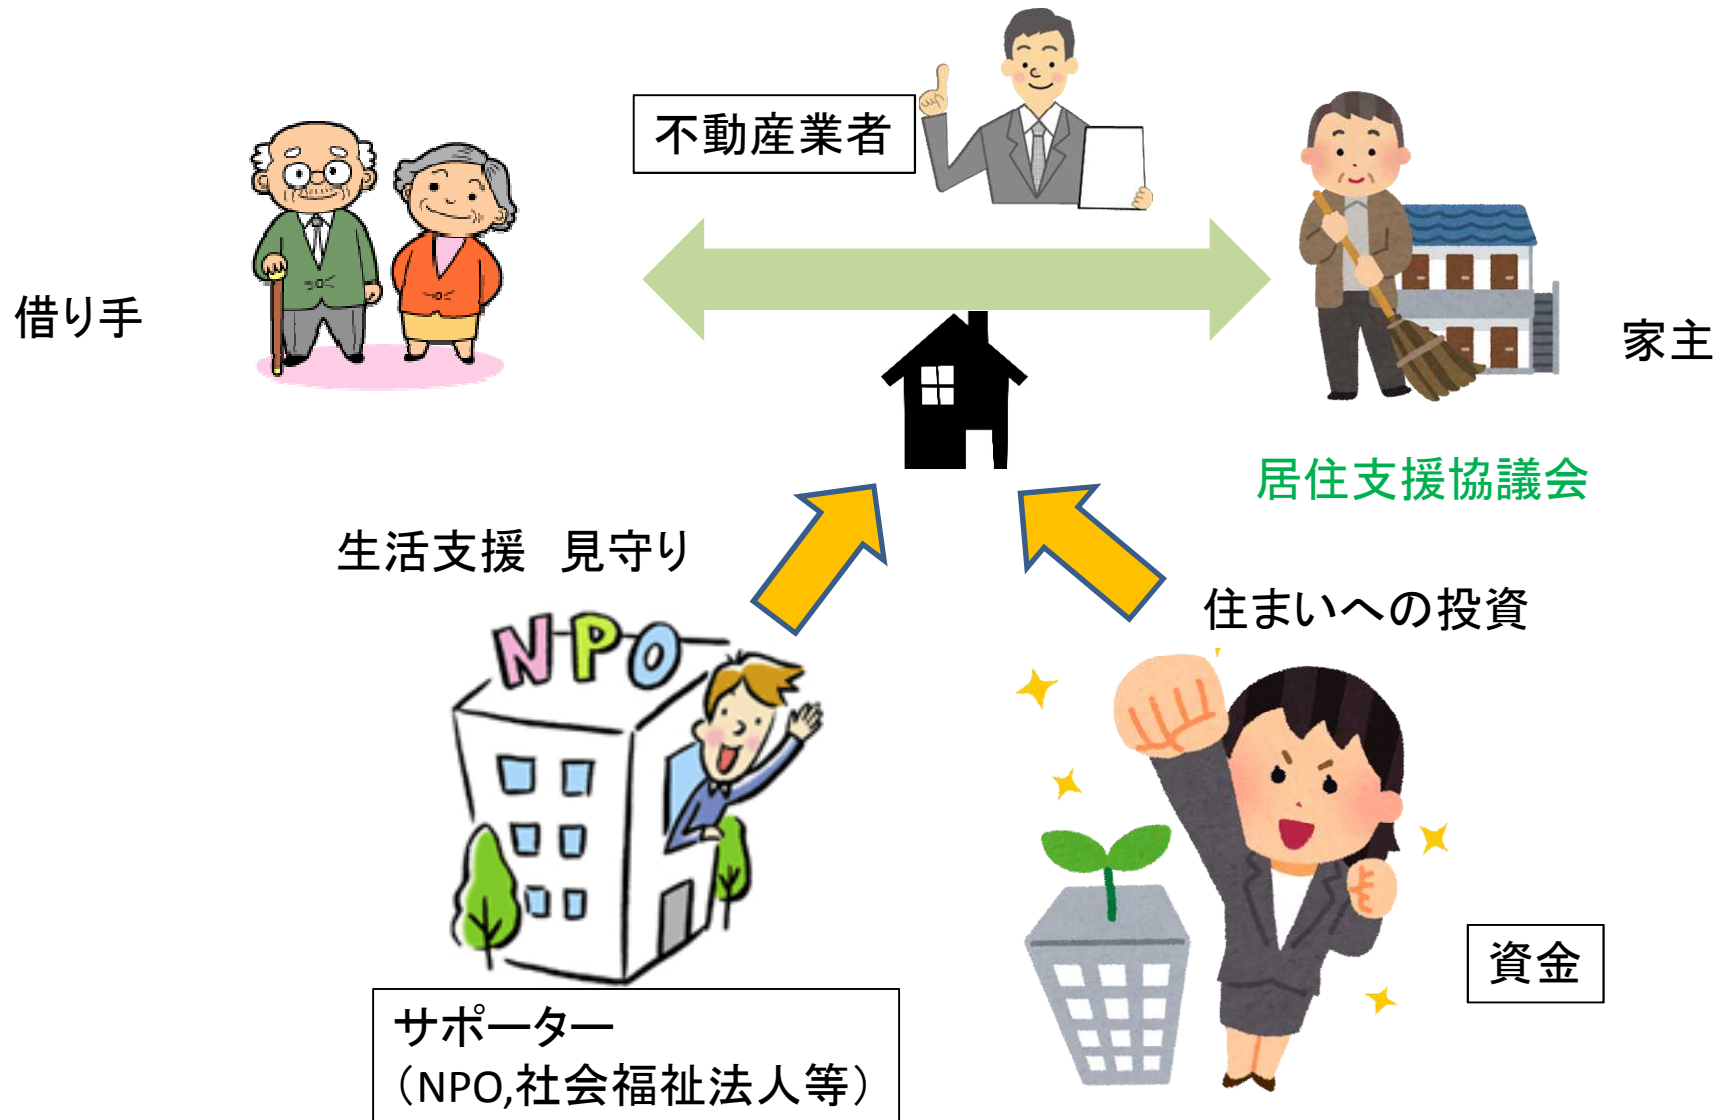 不動産業者
借り手
家主
居住支援協議会
生活支援　見守り
住まいへの投資
NPO
資金
サポーター
（NPO,社会福祉法人等）